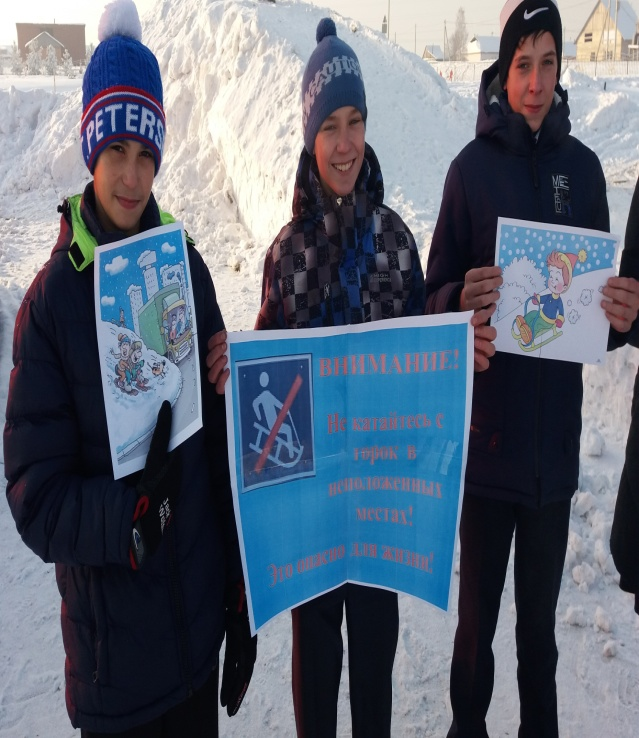 PETERS
ВНИМАНИЕ!
Не катайтесь с
горок в
неположенных
местах!
Это опасно для жизни!